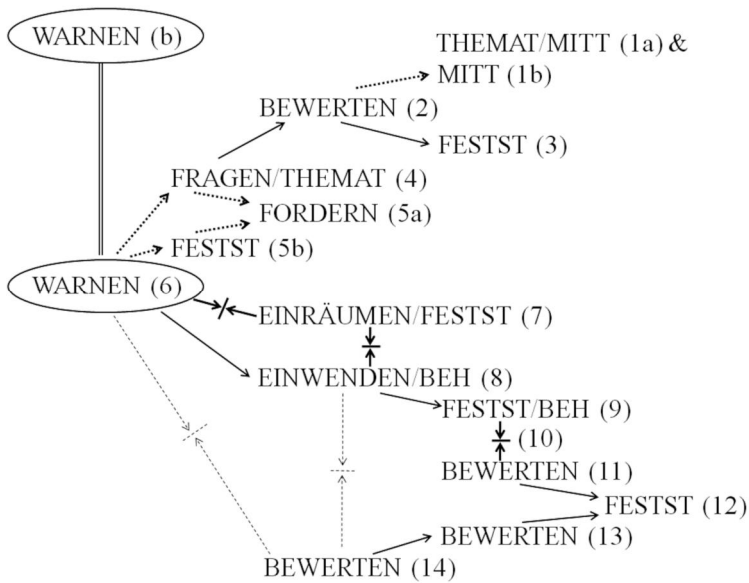 WARNEN (b)
THEMAT/MITT (1a) &
MITT (1b)
BEWERTEN (2)
FESTST (3)
FRAGEN/THEMAT (4)
FORDERN (5a)
FESTST (5b)
WARNEN (6)
EINRÄUMEN/FESTST (7)
EINWENDEN/BEH (8)
FESTST/BEH (9)
(10)
BEWERTEN (11)
FESTST (12)
BEWERTEN (13)
BEWERTEN (14)